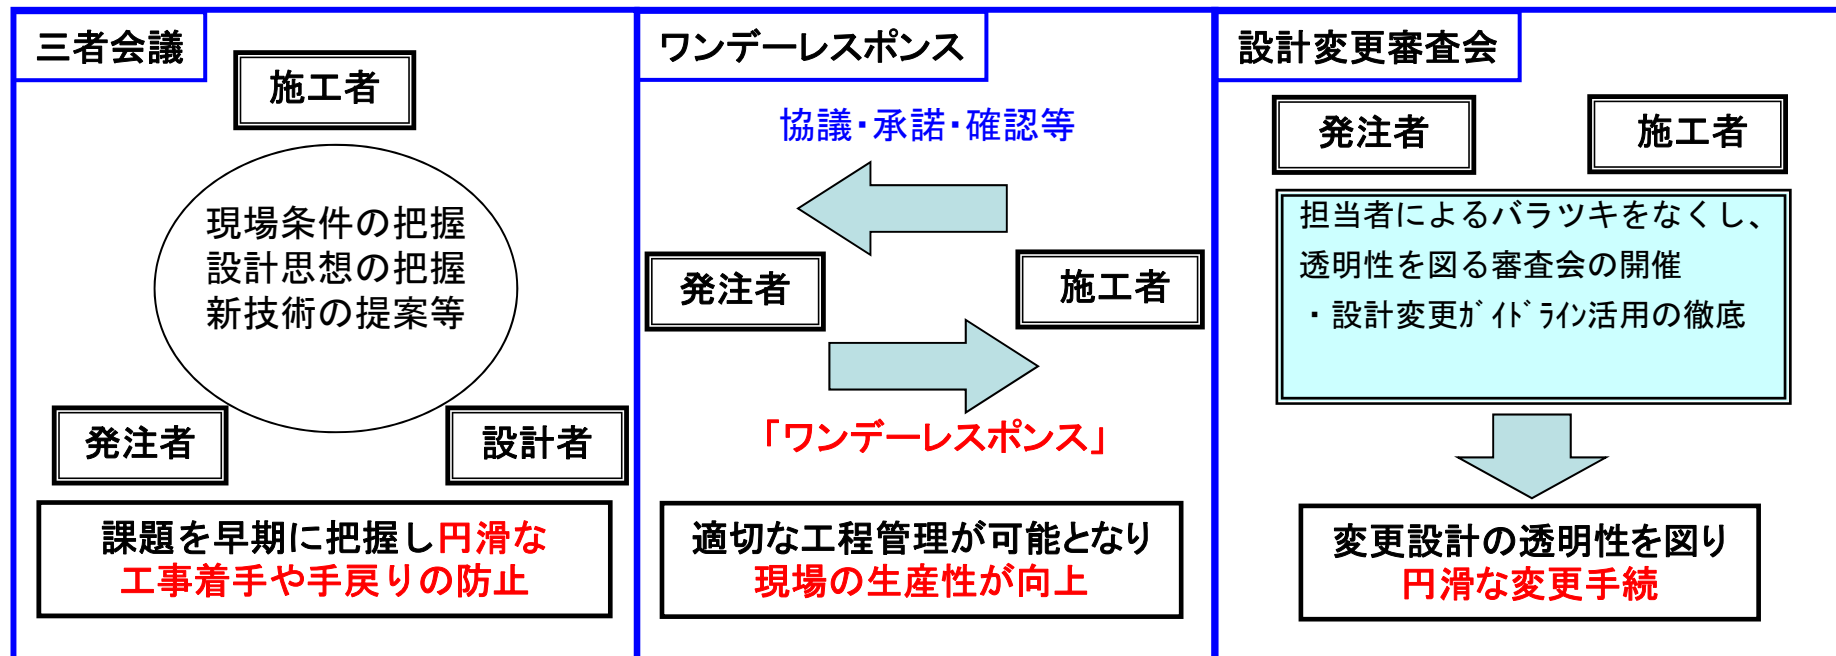 三者会議
施工者
現場条件の把握
設計思想の把握
新技術の提案等
発注者
設計者
課題を早期に把握し円滑な
工事着手や手戻りの防止
ワンデーレスポンス
協議・承諾・確認等
発注者
施工者
「ワンデーレスポンス」
適切な工程管理が可能となり
現場の生産性が向上
設計変更審査会
発注者
施工者
担当者によるバラツキをなくし、
透明性を図る審査会の開催
・設計変更ｶﾞｲﾄﾞﾗｲﾝ活用の徹底
変更設計の透明性を図り
円滑な変更手続